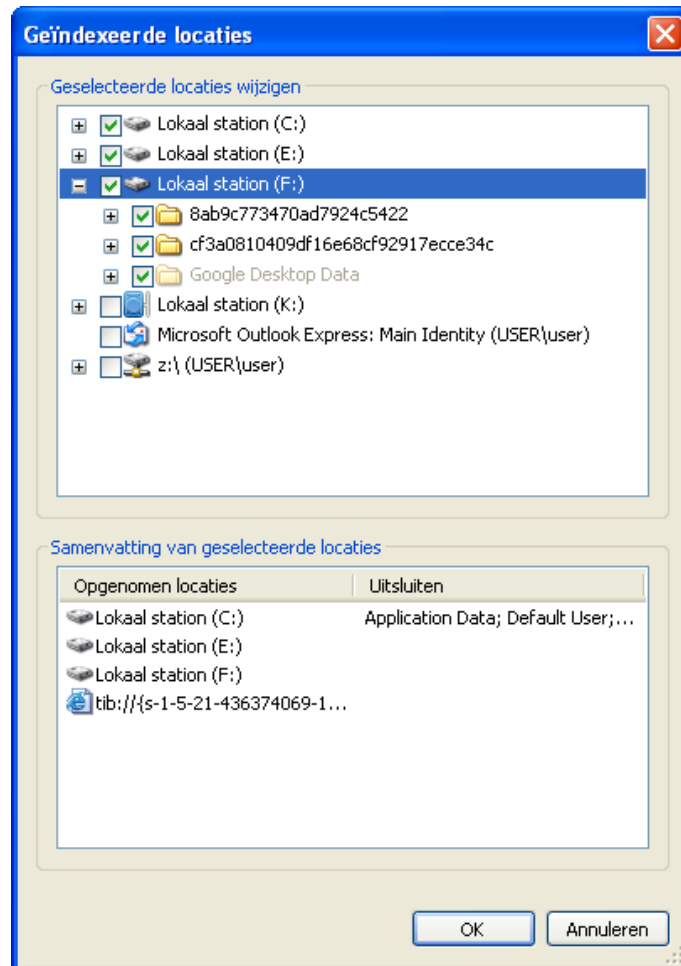 Geïndexeerde locaties
Geselecteerde locaties wijzigen
Lokaal station (C:)
Lokaal station (E:)
Lokaal station (F:)
8ab9c773470ad7924c5422
cf3a0810409df16e68cf92917ecce34c
Google Desktop Data
Lokaal station (K:)
Microsoft Outlook Express: Main Identity (USER\user)
z:\ (USER\user)
Samenvatting van geselecteerde locaties
Opgenomen locaties Uitsluiten
Lokaal station (C:) Application Data; Default User;...
Lokaal station (E:)
Lokaal station (F:)
tib://{s-1-5-21-436374069-1...
OK Annuleren